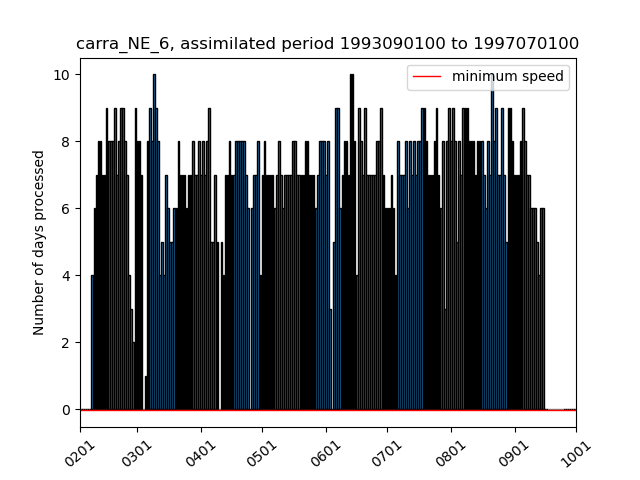 carra_NE_6, assimilated period 1993090100 to 1997070100
minimum speed
Number of days processed
10
8
6
4
2
0
0201 0301 0401 0501 0601 0701 0801 0901 1001